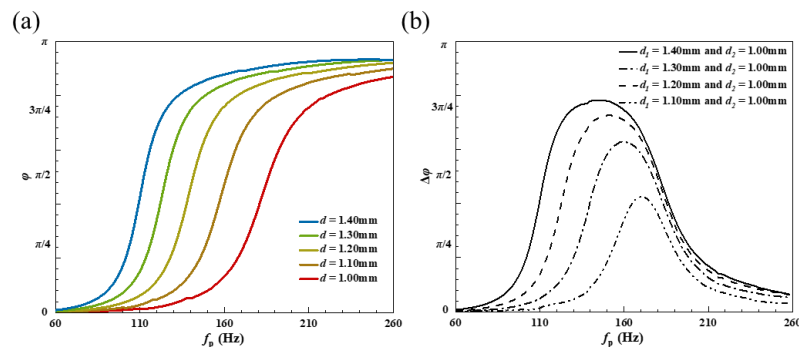 (a)
π
3π/4
π/2
π/4
0
φ
d = 1.40mm
d = 1.30mm
d = 1.20mm
d = 1.10mm
d = 1.00mm
60 110 160 210 260
fₚ (Hz)
(b)
π
3π/4
π/2
π/4
0
Δφ
d₁ = 1.40mm and d₂ = 1.00mm
d₁ = 1.30mm and d₂ = 1.00mm
d₁ = 1.20mm and d₂ = 1.00mm
d₁ = 1.10mm and d₂ = 1.00mm
60 110 160 210 260
fₚ (Hz)